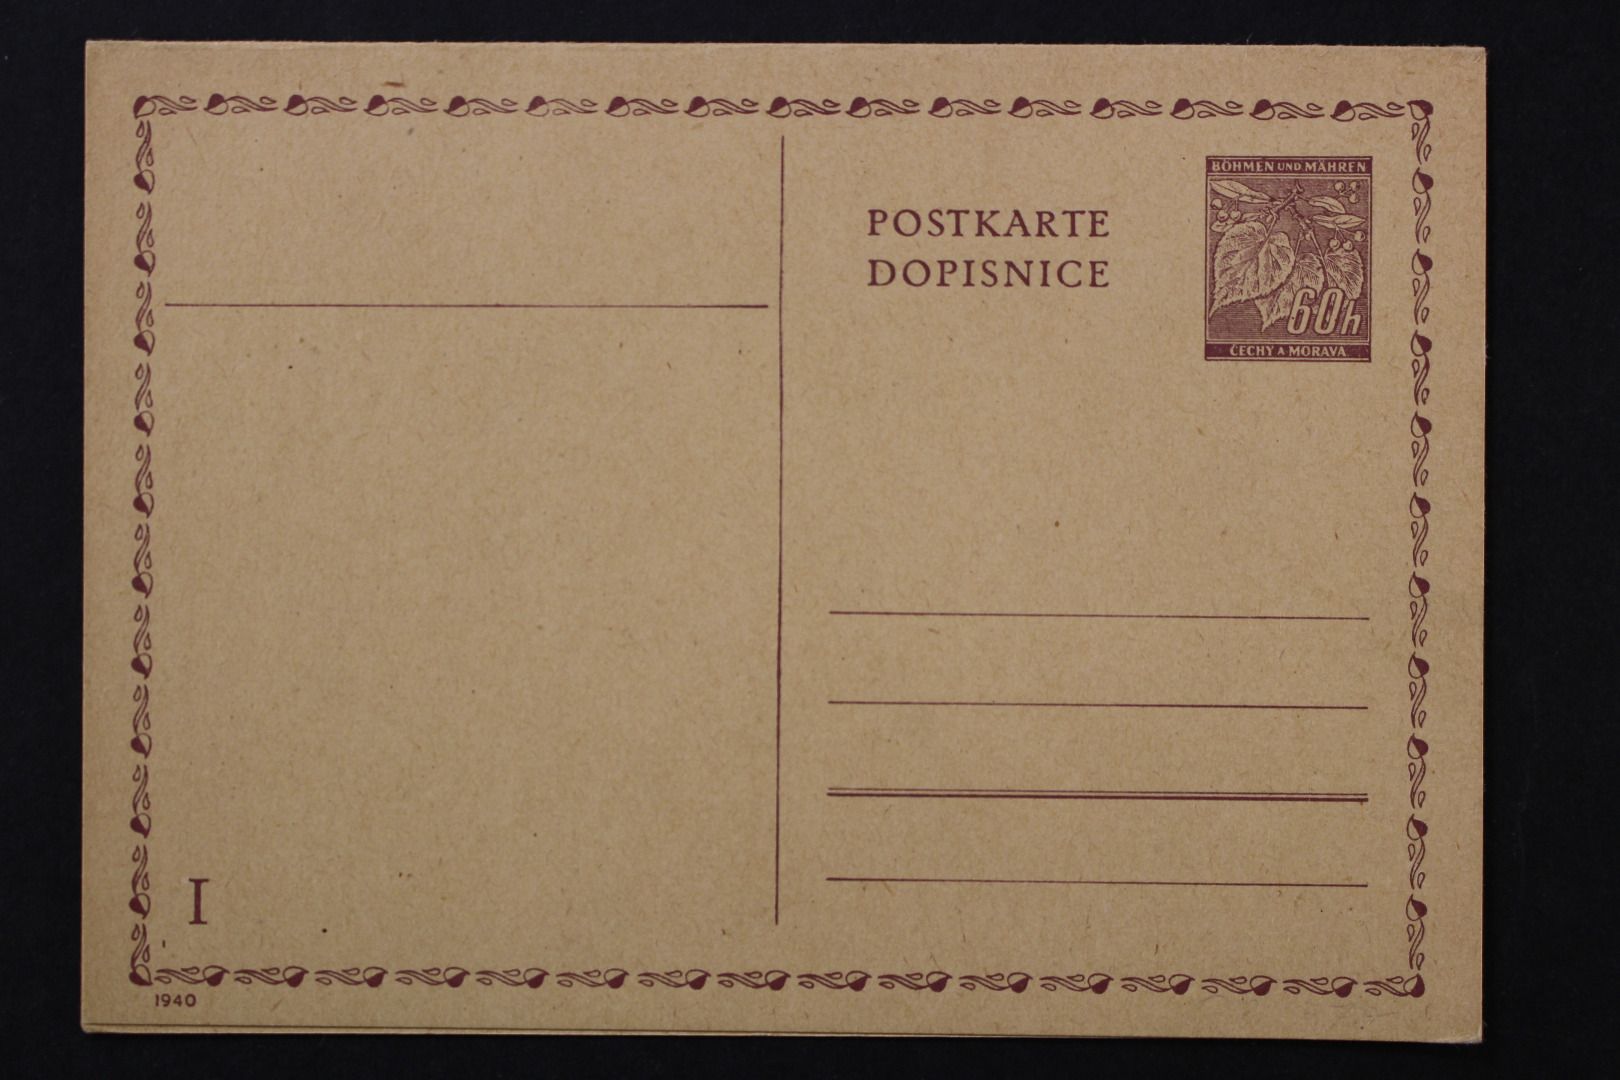 BÖHMEN UND MÄHREN
POSTKARTE
DOPISNICE
60h
ČECHY A MORAVA
I
1940